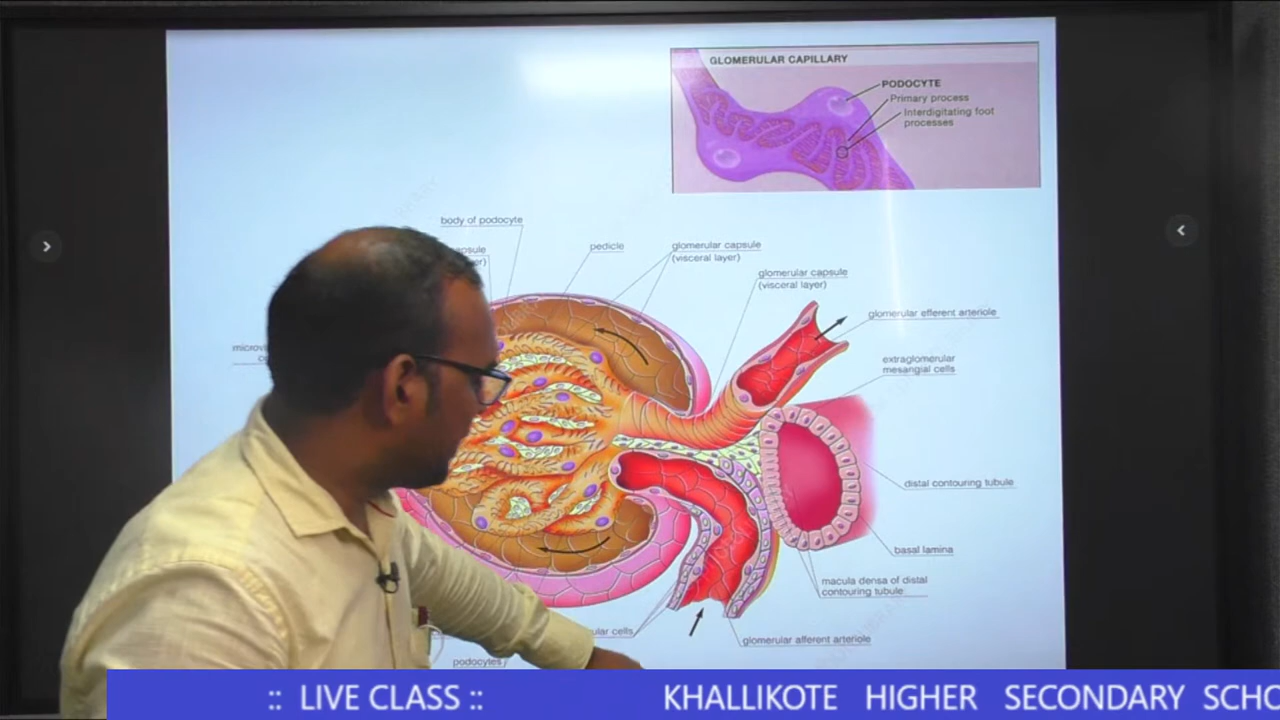 GLOMERULAR CAPILLARY
PODOCYTE
Primary process
Interdigitating foot
processes
body of podocyte
pedicle
glomerular capsule
(visceral layer)
glomerular capsule
(visceral layer)
glomerular efferent arteriole
extraglomerular
mesangial cells
distal contouring tubule
basal lamina
macula densa of distal
contouring tubule
glomerular afferent arteriole
podocytes
:: LIVE CLASS :: KHALLIKOTE HIGHER SECONDARY SCHO